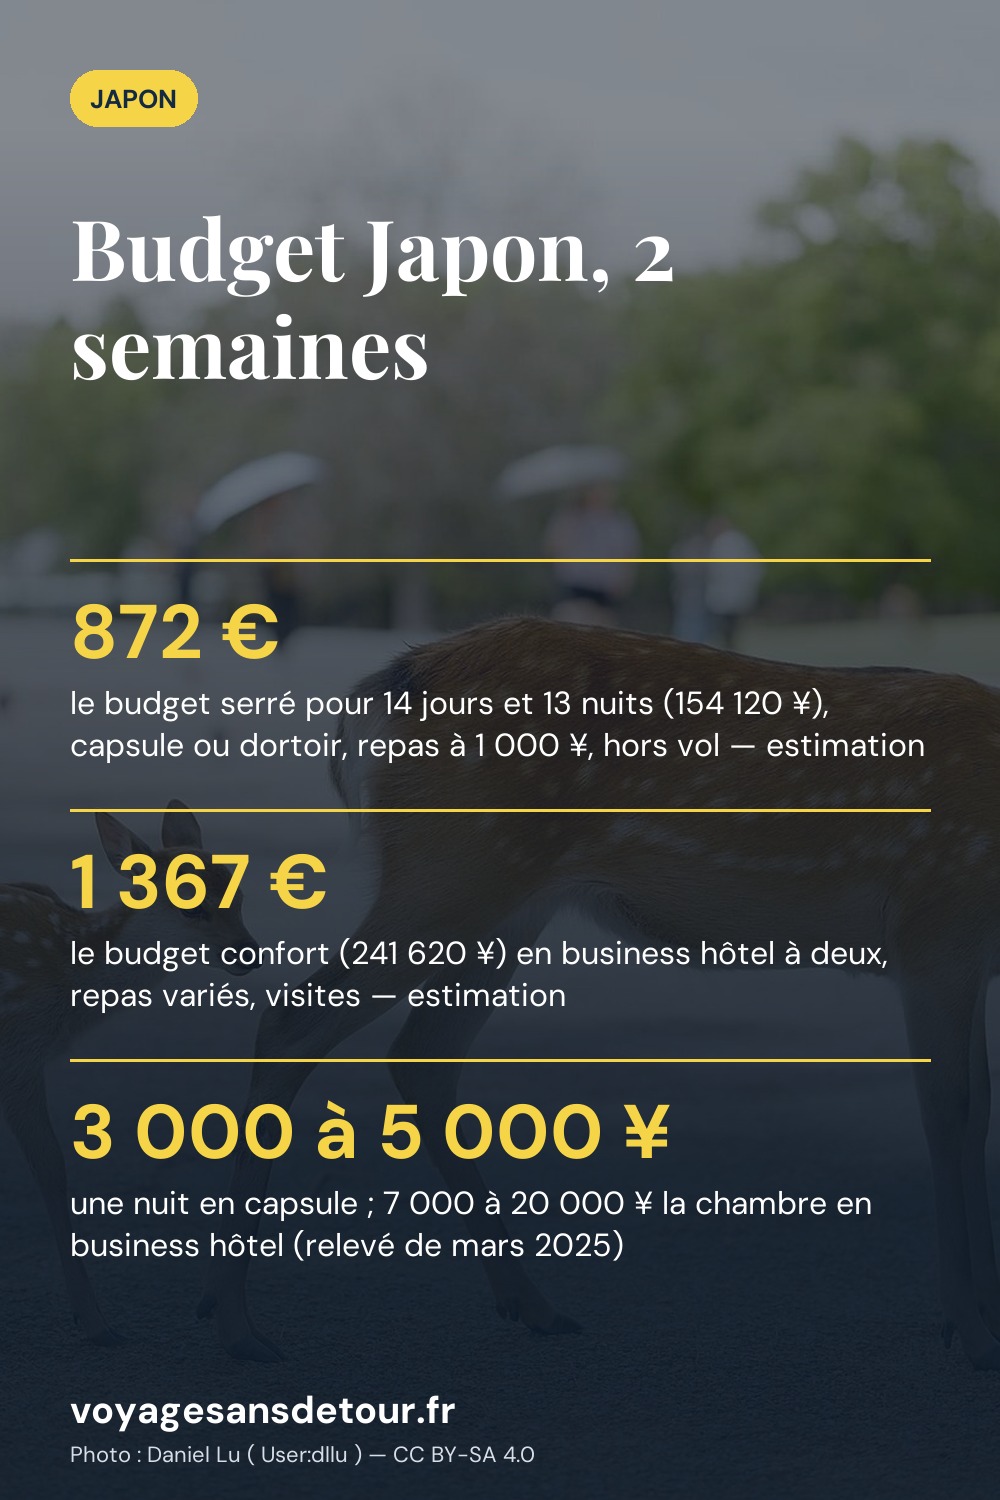 JAPON
Budget Japon, 2
semaines
872 €
le budget serré pour 14 jours et 13 nuits (154 120 ¥),
capsule ou dortoir, repas à 1 000 ¥, hors vol — estimation
1 367 €
le budget confort (241 620 ¥) en business hôtel à deux,
repas variés, visites — estimation
3 000 à 5 000 ¥
une nuit en capsule ; 7 000 à 20 000 ¥ la chambre en
business hôtel (relevé de mars 2025)
voyagesansdetour.fr
Photo : Daniel Lu ( User:dllu ) — CC BY-SA 4.0